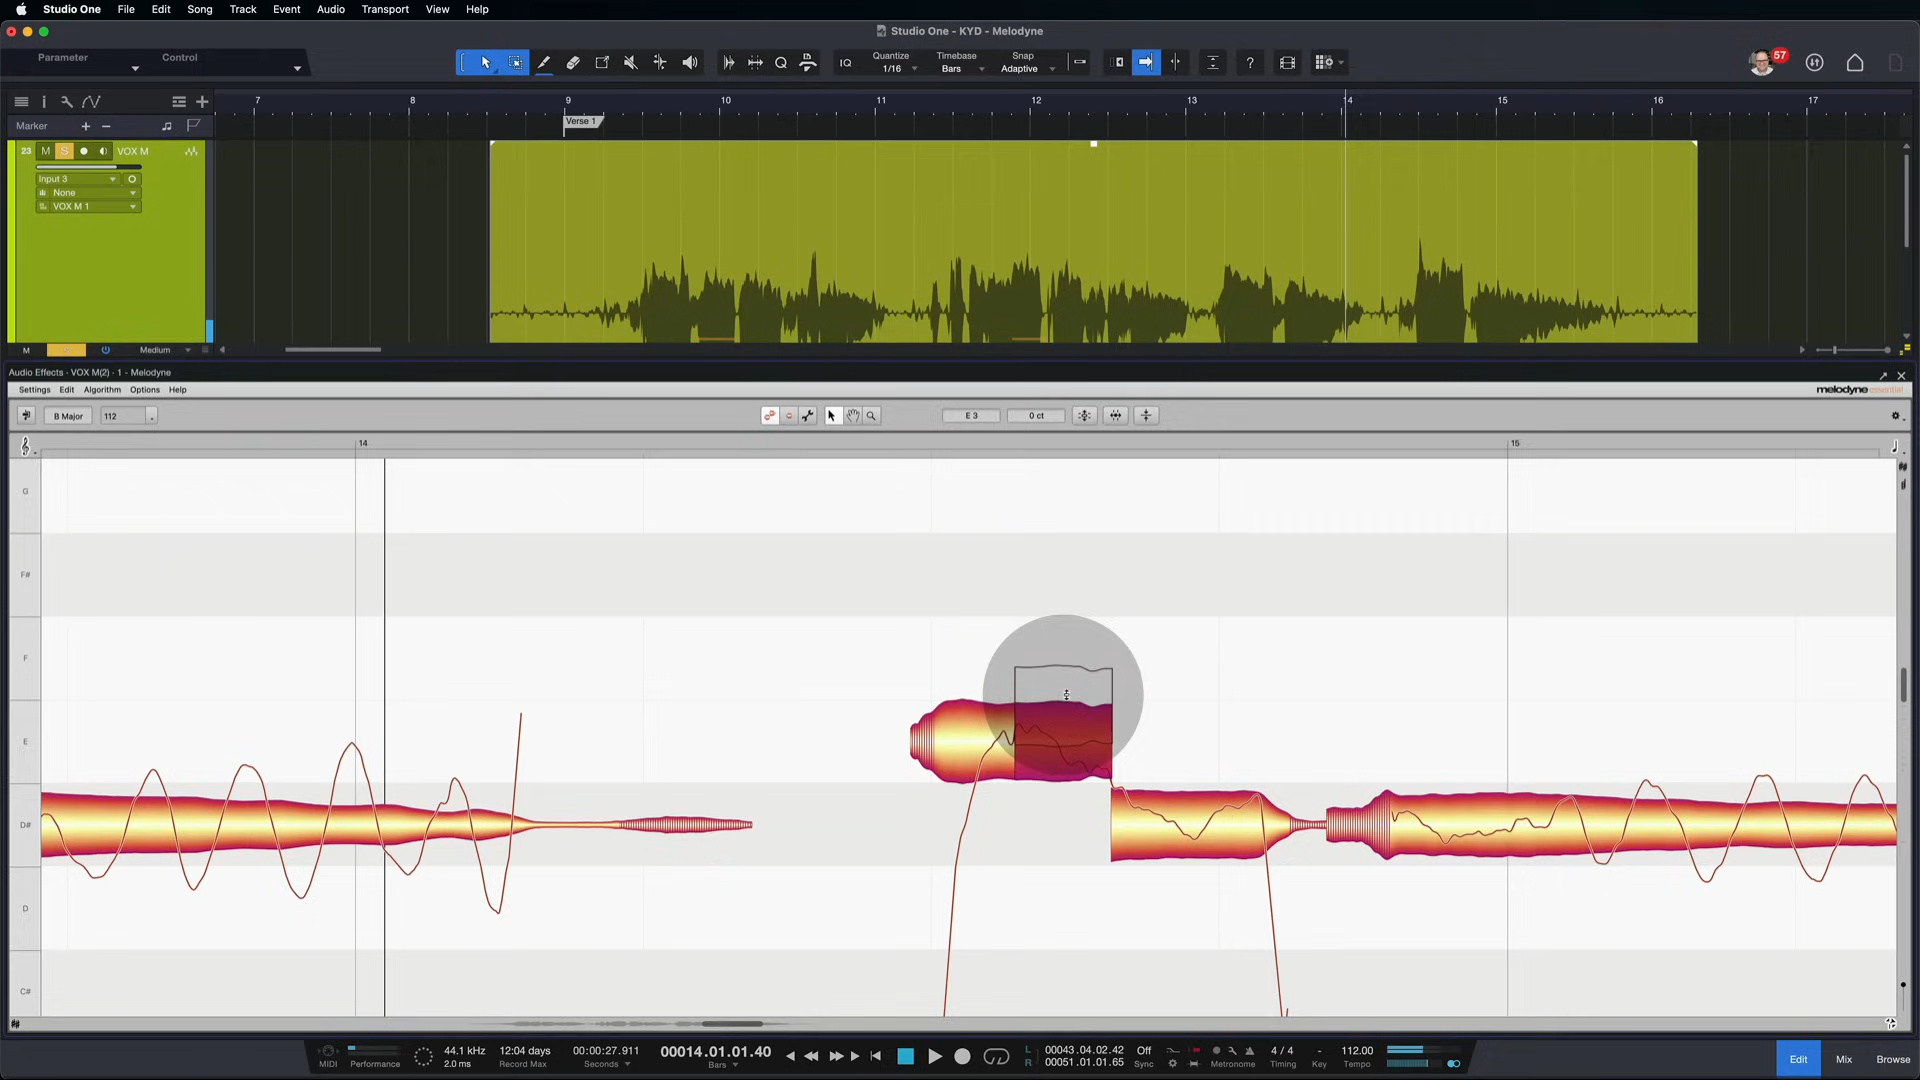 Studio One File Edit Song Track Event Audio Transport View Help
Studio One - KYD - Melodyne
Parameter Control
IQ Quantize 1/16 Timebase Bars Snap Adaptive ? 57
7 8 9 10 11 12 13 14 15 16 17
Marker + −
Verse 1
23 M S VOX M
Input 3
None
VOX M 1
M Medium
Audio Effects · VOX M(2) · 1 - Melodyne
Settings Edit Algorithm Options Help
melodyne essential
B Major 112 E 3 0 ct
14 15
G
F#
F
E
D#
D
C#
MIDI Performance
44.1 kHz 2.0 ms
12:04 days Record Max
00:00:27.911 Seconds
00014.01.01.40 Bars
L 00043.04.02.42
R 00051.01.01.65
Off Sync
Metronome
4 / 4 Timing
- Key
112.00 Tempo
Edit Mix Browse